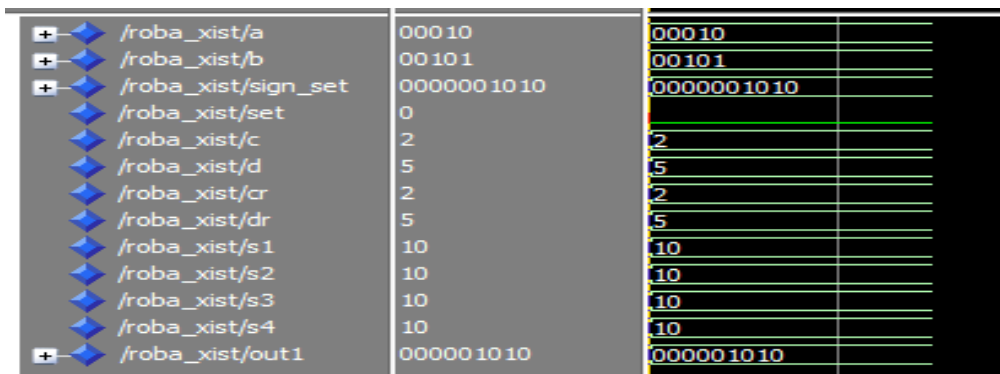 /roba_xist/a 00010 00010
/roba_xist/b 00101 00101
/roba_xist/sign_set 0000001010 0000001010
/roba_xist/set 0
/roba_xist/c 2 2
/roba_xist/d 5 5
/roba_xist/cr 2 2
/roba_xist/dr 5 5
/roba_xist/s1 10 10
/roba_xist/s2 10 10
/roba_xist/s3 10 10
/roba_xist/s4 10 10
/roba_xist/out1 000001010 000001010